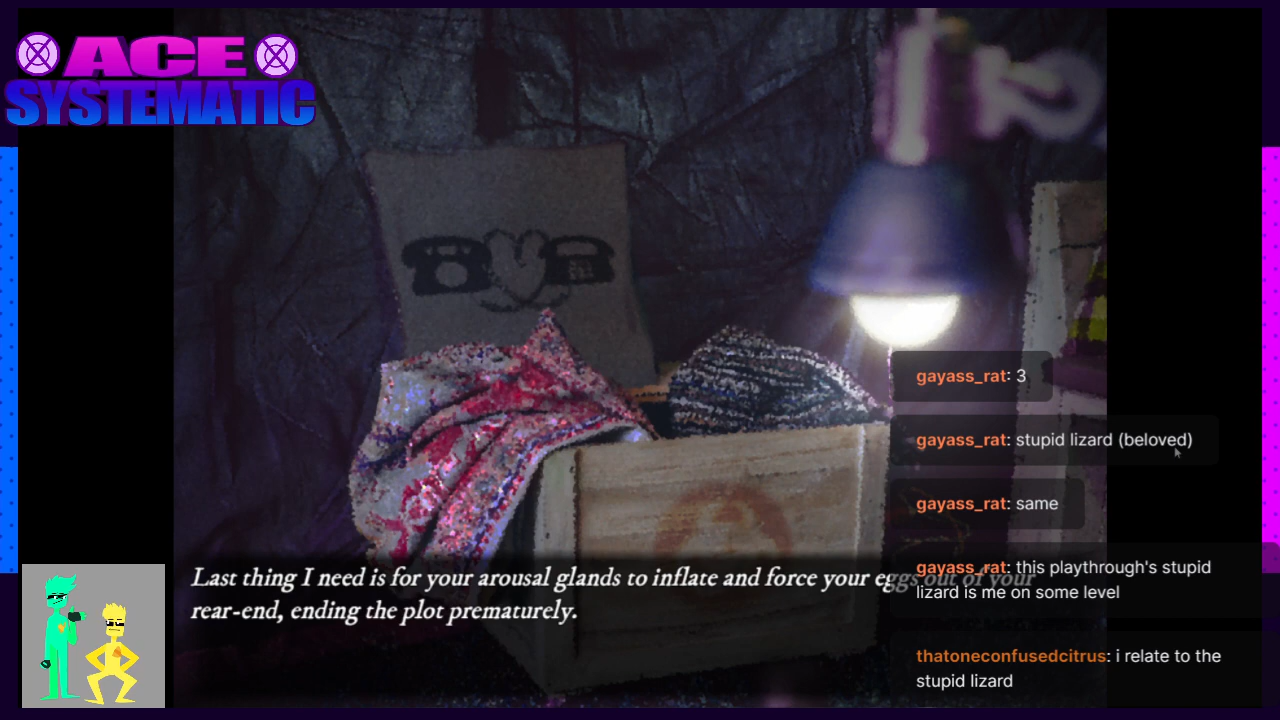 ACE
SYSTEMATIC
gayass_rat: 3
gayass_rat: stupid lizard (beloved)
gayass_rat: same
gayass_rat: this playthrough's stupid
lizard is me on some level
Last thing I need is for your arousal glands to inflate and force your eggs out of your
rear-end, ending the plot prematurely.
thatoneconfusedcitrus: i relate to the
stupid lizard